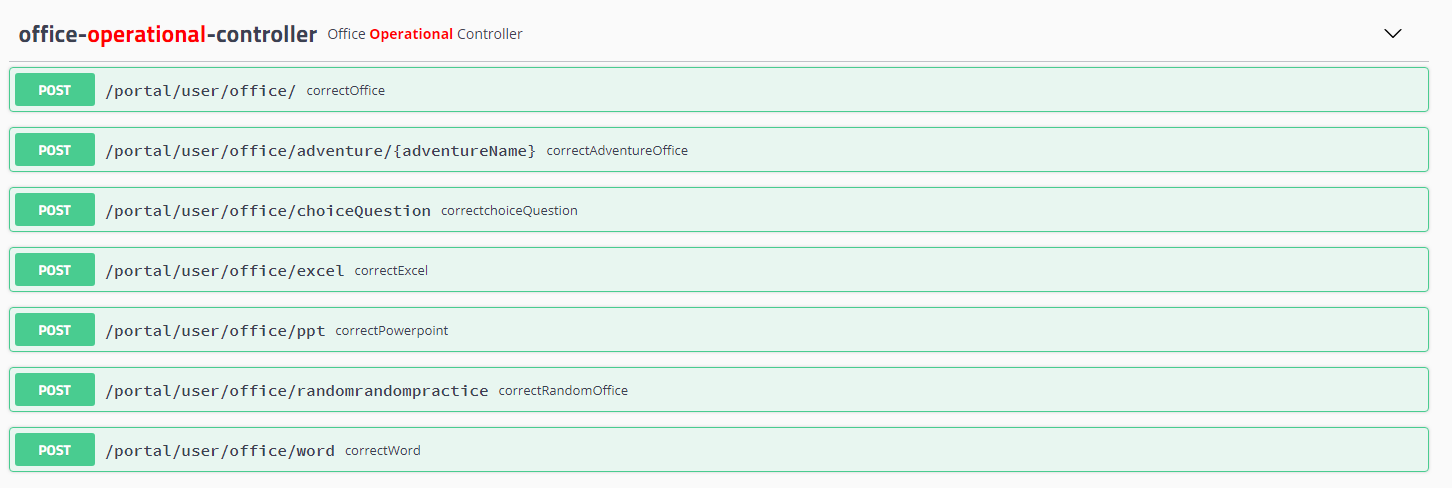 office-operational-controller Office Operational Controller
POST /portal/user/office/ correctOffice
POST /portal/user/office/adventure/{adventureName} correctAdventureOffice
POST /portal/user/office/choiceQuestion correctchoiceQuestion
POST /portal/user/office/excel correctExcel
POST /portal/user/office/ppt correctPowerpoint
POST /portal/user/office/randomrandompractice correctRandomOffice
POST /portal/user/office/word correctWord